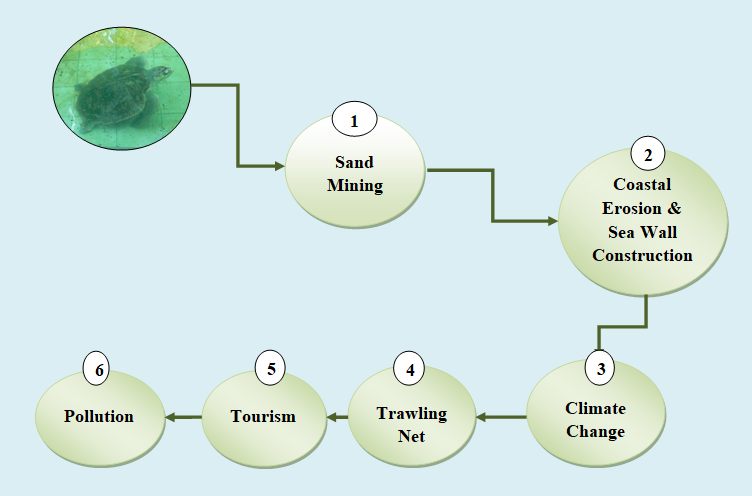 1
Sand
Mining
2
Coastal
Erosion &
Sea Wall
Construction
3
Climate
Change
4
Trawling
Net
5
Tourism
6
Pollution